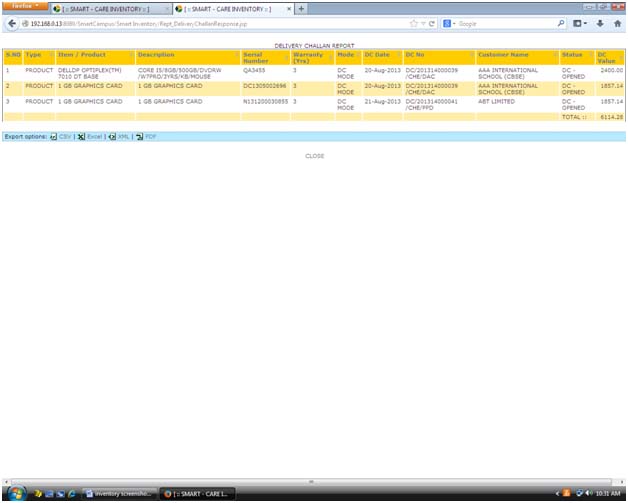 Firefox
[ :: SMART - CARE INVENTORY :: ]
[ :: SMART - CARE INVENTORY :: ]
192.168.0.13:8080/SmartCampus/Smart Inventory/Rept_DeliveryChallanResponse.jsp
Google
DELIVERY CHALLAN REPORT
S.NO Type Item / Product Description Serial Number Warranty (Yrs) Mode DC Date DC No Customer Name Status DC Value
1 PRODUCT DELLDP OPTIPLEX(TM) 7010 DT BASE CORE I5/8GB/500GB/DVDRW /W7PRO/3YRS/KB/MOUSE QA3455 3 DC MODE 20-Aug-2013 DC/201314000039 /CHE/DAC AAA INTERNATIONAL SCHOOL (CBSE) DC - OPENED 2400.00
2 PRODUCT 1 GB GRAPHICS CARD 1 GB GRAPHICS CARD DC1305002696 3 DC MODE 20-Aug-2013 DC/201314000039 /CHE/DAC AAA INTERNATIONAL SCHOOL (CBSE) DC - OPENED 1857.14
3 PRODUCT 1 GB GRAPHICS CARD 1 GB GRAPHICS CARD N131200030855 3 DC MODE 21-Aug-2013 DC/201314000041 /CHE/PPD ABT LIMITED DC - OPENED 1857.14
TOTAL :: 6114.28
Export options: CSV | Excel | XML | PDF
CLOSE
inventory screensho...
[ :: SMART - CARE I...
10:31 AM